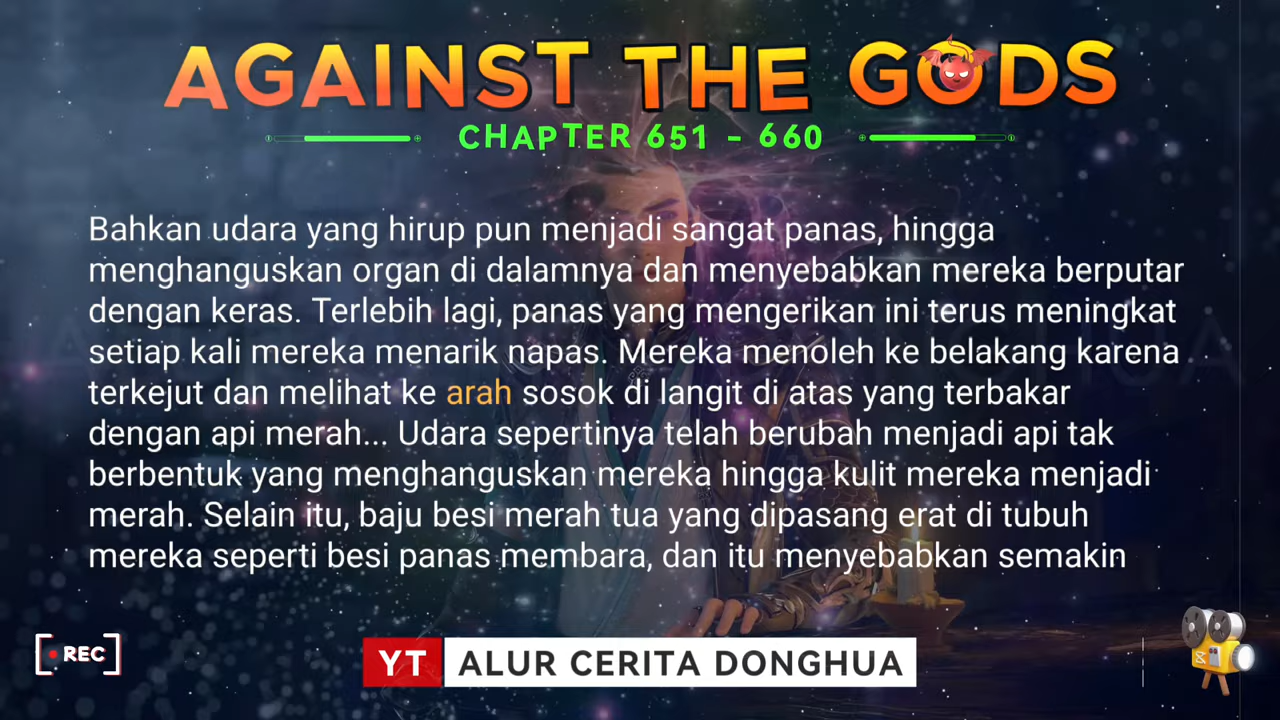 AGAINST THE GODS
CHAPTER 651 - 660
Bahkan udara yang hirup pun menjadi sangat panas, hingga
menghanguskan organ di dalamnya dan menyebabkan mereka berputar
dengan keras. Terlebih lagi, panas yang mengerikan ini terus meningkat
setiap kali mereka menarik napas. Mereka menoleh ke belakang karena
terkejut dan melihat ke arah sosok di langit di atas yang terbakar
dengan api merah... Udara sepertinya telah berubah menjadi api tak
berbentuk yang menghanguskan mereka hingga kulit mereka menjadi
merah. Selain itu, baju besi merah tua yang dipasang erat di tubuh
mereka seperti besi panas membara, dan itu menyebabkan semakin
REC
YT ALUR CERITA DONGHUA